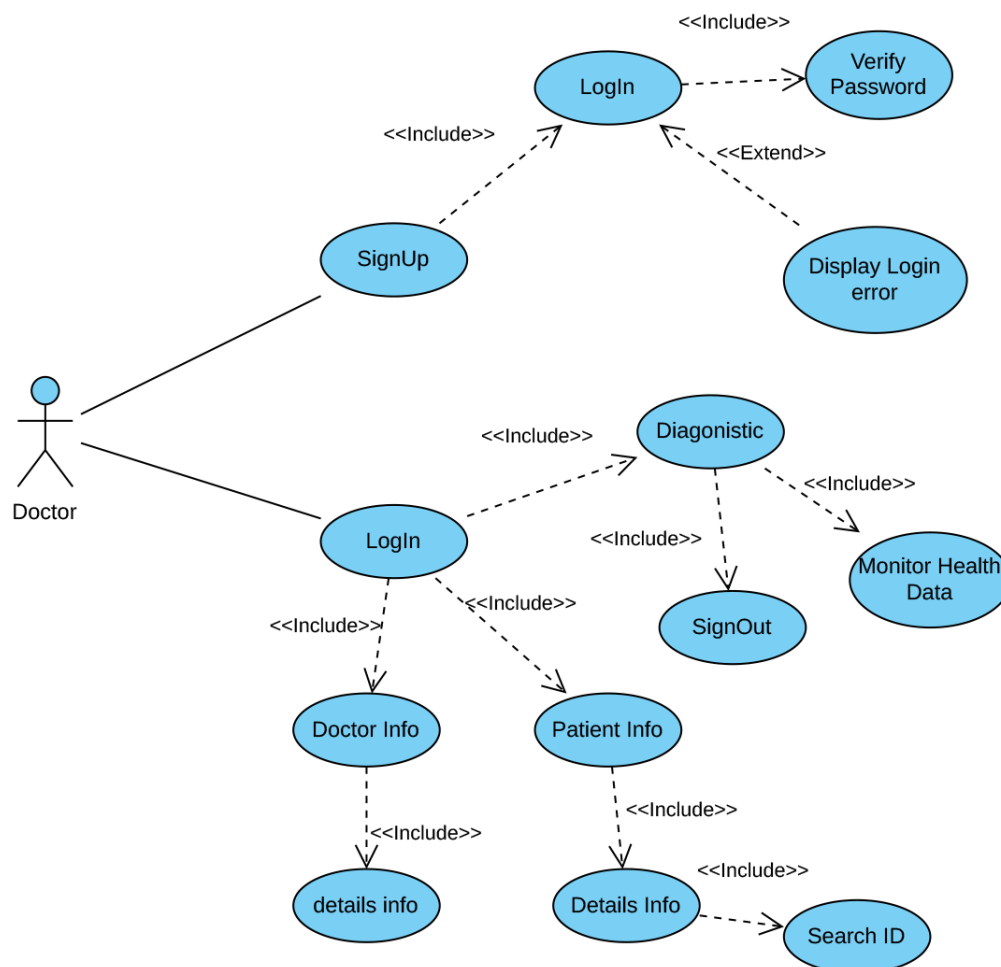 <<Include>>
Verify
Password
LogIn
<<Include>>
<<Extend>>
SignUp
Display Login
error
Doctor
<<Include>>
Diagonistic
<<Include>>
LogIn
<<Include>>
Monitor Health
Data
SignOut
<<Include>>
<<Include>>
Doctor Info
Patient Info
<<Include>>
<<Include>>
<<Include>>
details info
Details Info
Search ID